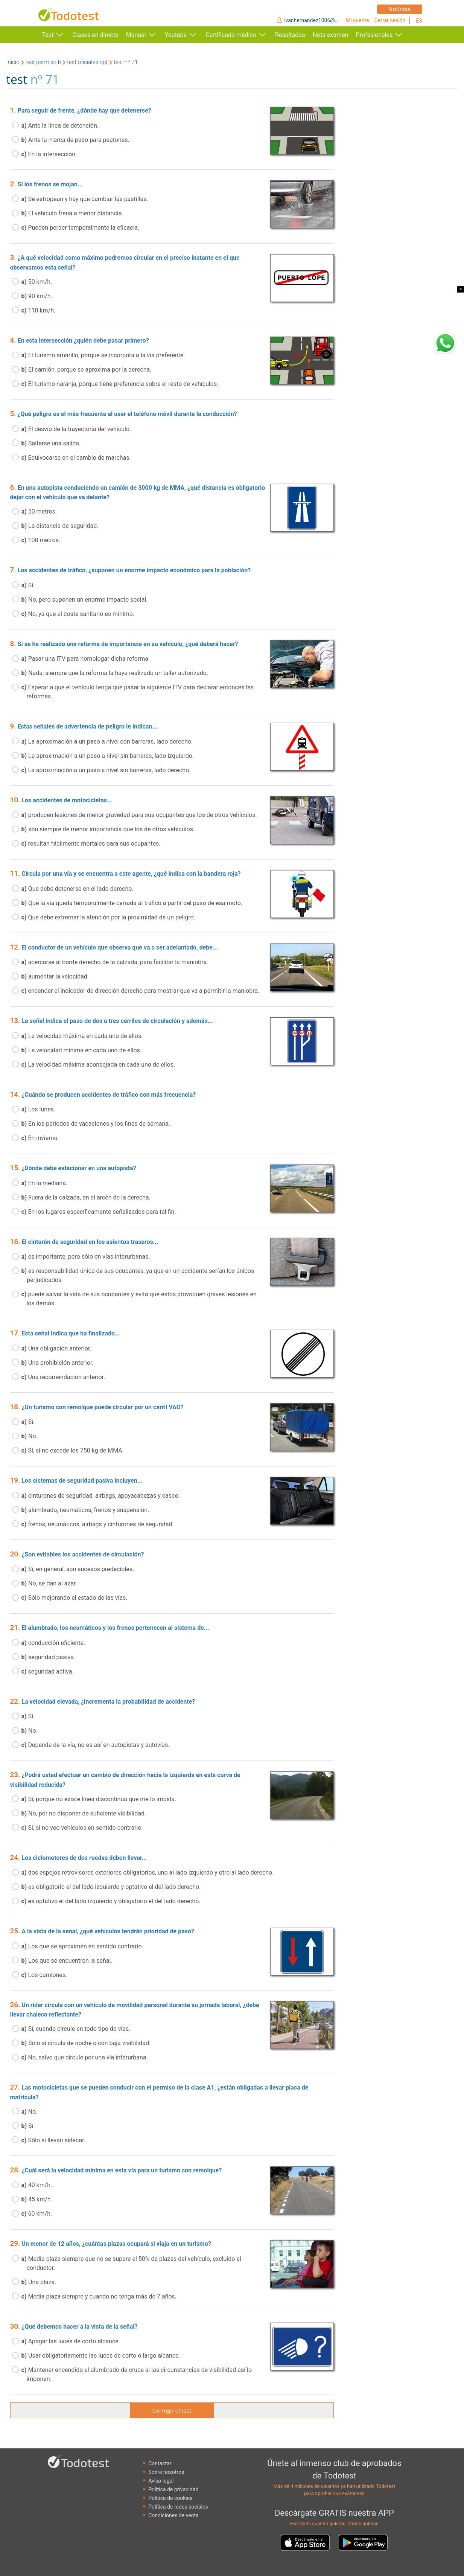 Noticias
Todotest
ivanhernandez1006@... Mi cuenta Cerrar sesión | ES
Test Clases en directo Manual Youtube Certificado médico Resultados Nota examen Profesionales
Inicio > test permiso b > test oficiales dgt > test nº 71
test nº 71
1. Para seguir de frente, ¿dónde hay que detenerse?
a) Ante la línea de detención.
b) Ante la marca de paso para peatones.
c) En la intersección.
2. Si los frenos se mojan...
a) Se estropean y hay que cambiar las pastillas.
b) El vehículo frena a menor distancia.
c) Pueden perder temporalmente la eficacia.
3. ¿A qué velocidad como máximo podremos circular en el preciso instante en el que
observamos esta señal?
PUERTO LOPE
a) 50 km/h.
b) 90 km/h.
c) 110 km/h.
4. En esta intersección ¿quién debe pasar primero?
a) El turismo amarillo, porque se incorpora a la vía preferente.
b) El camión, porque se aproxima por la derecha.
c) El turismo naranja, porque tiene preferencia sobre el resto de vehículos.
5. ¿Qué peligro es el más frecuente al usar el teléfono móvil durante la conducción?
a) El desvío de la trayectoria del vehículo.
b) Saltarse una salida.
c) Equivocarse en el cambio de marchas.
6. En una autopista conduciendo un camión de 3000 kg de MMA, ¿qué distancia es obligatorio
dejar con el vehículo que va delante?
a) 50 metros.
b) La distancia de seguridad.
c) 100 metros.
7. Los accidentes de tráfico, ¿suponen un enorme impacto económico para la población?
a) Sí.
b) No, pero suponen un enorme impacto social.
c) No, ya que el coste sanitario es mínimo.
8. Si se ha realizado una reforma de importancia en su vehículo, ¿qué deberá hacer?
a) Pasar una ITV para homologar dicha reforma.
b) Nada, siempre que la reforma la haya realizado un taller autorizado.
c) Esperar a que el vehículo tenga que pasar la siguiente ITV para declarar entonces las
reformas.
9. Estas señales de advertencia de peligro le indican...
a) La aproximación a un paso a nivel con barreras, lado derecho.
b) La aproximación a un paso a nivel sin barreras, lado izquierdo.
c) La aproximación a un paso a nivel sin barreras, lado derecho.
10. Los accidentes de motocicletas...
a) producen lesiones de menor gravedad para sus ocupantes que los de otros vehículos.
b) son siempre de menor importancia que los de otros vehículos.
c) resultan fácilmente mortales para sus ocupantes.
11. Circula por una vía y se encuentra a este agente, ¿qué indica con la bandera roja?
a) Que debe detenerse en el lado derecho.
b) Que la vía queda temporalmente cerrada al tráfico a partir del paso de esa moto.
c) Que debe extremar la atención por la proximidad de un peligro.
12. El conductor de un vehículo que observa que va a ser adelantado, debe...
a) acercarse al borde derecho de la calzada, para facilitar la maniobra.
b) aumentar la velocidad.
c) encender el indicador de dirección derecho para mostrar que va a permitir la maniobra.
13. La señal indica el paso de dos a tres carriles de circulación y además...
a) La velocidad máxima en cada uno de ellos.
b) La velocidad mínima en cada uno de ellos.
c) La velocidad máxima aconsejada en cada uno de ellos.
14. ¿Cuándo se producen accidentes de tráfico con más frecuencia?
a) Los lunes.
b) En los periodos de vacaciones y los fines de semana.
c) En invierno.
15. ¿Dónde debe estacionar en una autopista?
a) En la mediana.
b) Fuera de la calzada, en el arcén de la derecha.
c) En los lugares específicamente señalizados para tal fin.
16. El cinturón de seguridad en los asientos traseros...
a) es importante, pero sólo en vías interurbanas.
b) es responsabilidad única de sus ocupantes, ya que en un accidente serían los únicos
perjudicados.
c) puede salvar la vida de sus ocupantes y evita que éstos provoquen graves lesiones en
los demás.
17. Esta señal indica que ha finalizado...
a) Una obligación anterior.
b) Una prohibición anterior.
c) Una recomendación anterior.
18. ¿Un turismo con remolque puede circular por un carril VAO?
a) Sí.
b) No.
c) Sí, si no excede los 750 kg de MMA.
19. Los sistemas de seguridad pasiva incluyen...
a) cinturones de seguridad, airbags, apoyacabezas y casco.
b) alumbrado, neumáticos, frenos y suspensión.
c) frenos, neumáticos, airbags y cinturones de seguridad.
20. ¿Son evitables los accidentes de circulación?
a) Sí, en general, son sucesos predecibles.
b) No, se dan al azar.
c) Sólo mejorando el estado de las vías.
21. El alumbrado, los neumáticos y los frenos pertenecen al sistema de...
a) conducción eficiente.
b) seguridad pasiva.
c) seguridad activa.
22. La velocidad elevada, ¿incrementa la probabilidad de accidente?
a) Sí.
b) No.
c) Depende de la vía, no es así en autopistas y autovías.
23. ¿Podrá usted efectuar un cambio de dirección hacia la izquierda en esta curva de
visibilidad reducida?
a) Sí, porque no existe línea discontinua que me lo impida.
b) No, por no disponer de suficiente visibilidad.
c) Sí, si no veo vehículos en sentido contrario.
24. Los ciclomotores de dos ruedas deben llevar...
a) dos espejos retrovisores exteriores obligatorios, uno al lado izquierdo y otro al lado derecho.
b) es obligatorio el del lado izquierdo y optativo el del lado derecho.
c) es optativo el del lado izquierdo y obligatorio el del lado derecho.
25. A la vista de la señal, ¿qué vehículos tendrán prioridad de paso?
a) Los que se aproximen en sentido contrario.
b) Los que se encuentren la señal.
c) Los camiones.
26. Un rider circula con un vehículo de movilidad personal durante su jornada laboral, ¿debe
llevar chaleco reflectante?
a) Sí, cuando circule en todo tipo de vías.
b) Solo si circula de noche o con baja visibilidad.
c) No, salvo que circule por una vía interurbana.
27. Las motocicletas que se pueden conducir con el permiso de la clase A1, ¿están obligadas a llevar placa de
matrícula?
a) No.
b) Sí.
c) Sólo si llevan sidecar.
28. ¿Cuál será la velocidad mínima en esta vía para un turismo con remolque?
a) 40 km/h.
b) 45 km/h.
c) 60 km/h.
29. Un menor de 12 años, ¿cuántas plazas ocupará si viaja en un turismo?
a) Media plaza siempre que no se supere el 50% de plazas del vehículo, excluido el
conductor.
b) Una plaza.
c) Media plaza siempre y cuando no tenga más de 7 años.
30. ¿Qué debemos hacer a la vista de la señal?
?
a) Apagar las luces de corto alcance.
b) Usar obligatoriamente las luces de corto o largo alcance.
c) Mantener encendido el alumbrado de cruce si las circunstancias de visibilidad así lo
imponen.
Corregir el test
Todotest
Contactar
Sobre nosotros
Aviso legal
Política de privacidad
Política de cookies
Política de redes sociales
Condiciones de venta
Únete al inmenso club de aprobados
de Todotest
Más de 4 millones de usuarios ya han utilizado Todotest
para aprobar sus exámenes
Descárgate GRATIS nuestra APP
Haz tests cuando quieras, donde quieras
Descárgalo en el App Store
DISPONIBLE EN Google Play